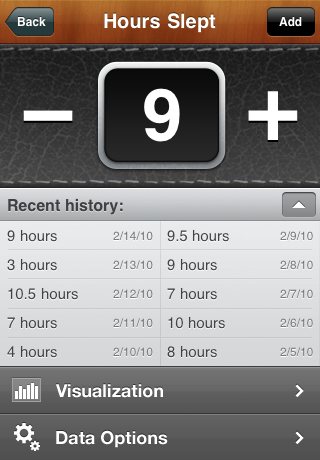 Back
Hours Slept
Add
9
Recent history:
9 hours 2/14/10 9.5 hours 2/9/10
3 hours 2/13/10 9 hours 2/8/10
10.5 hours 2/12/10 7 hours 2/7/10
7 hours 2/11/10 10 hours 2/6/10
4 hours 2/10/10 8 hours 2/5/10
Visualization
Data Options